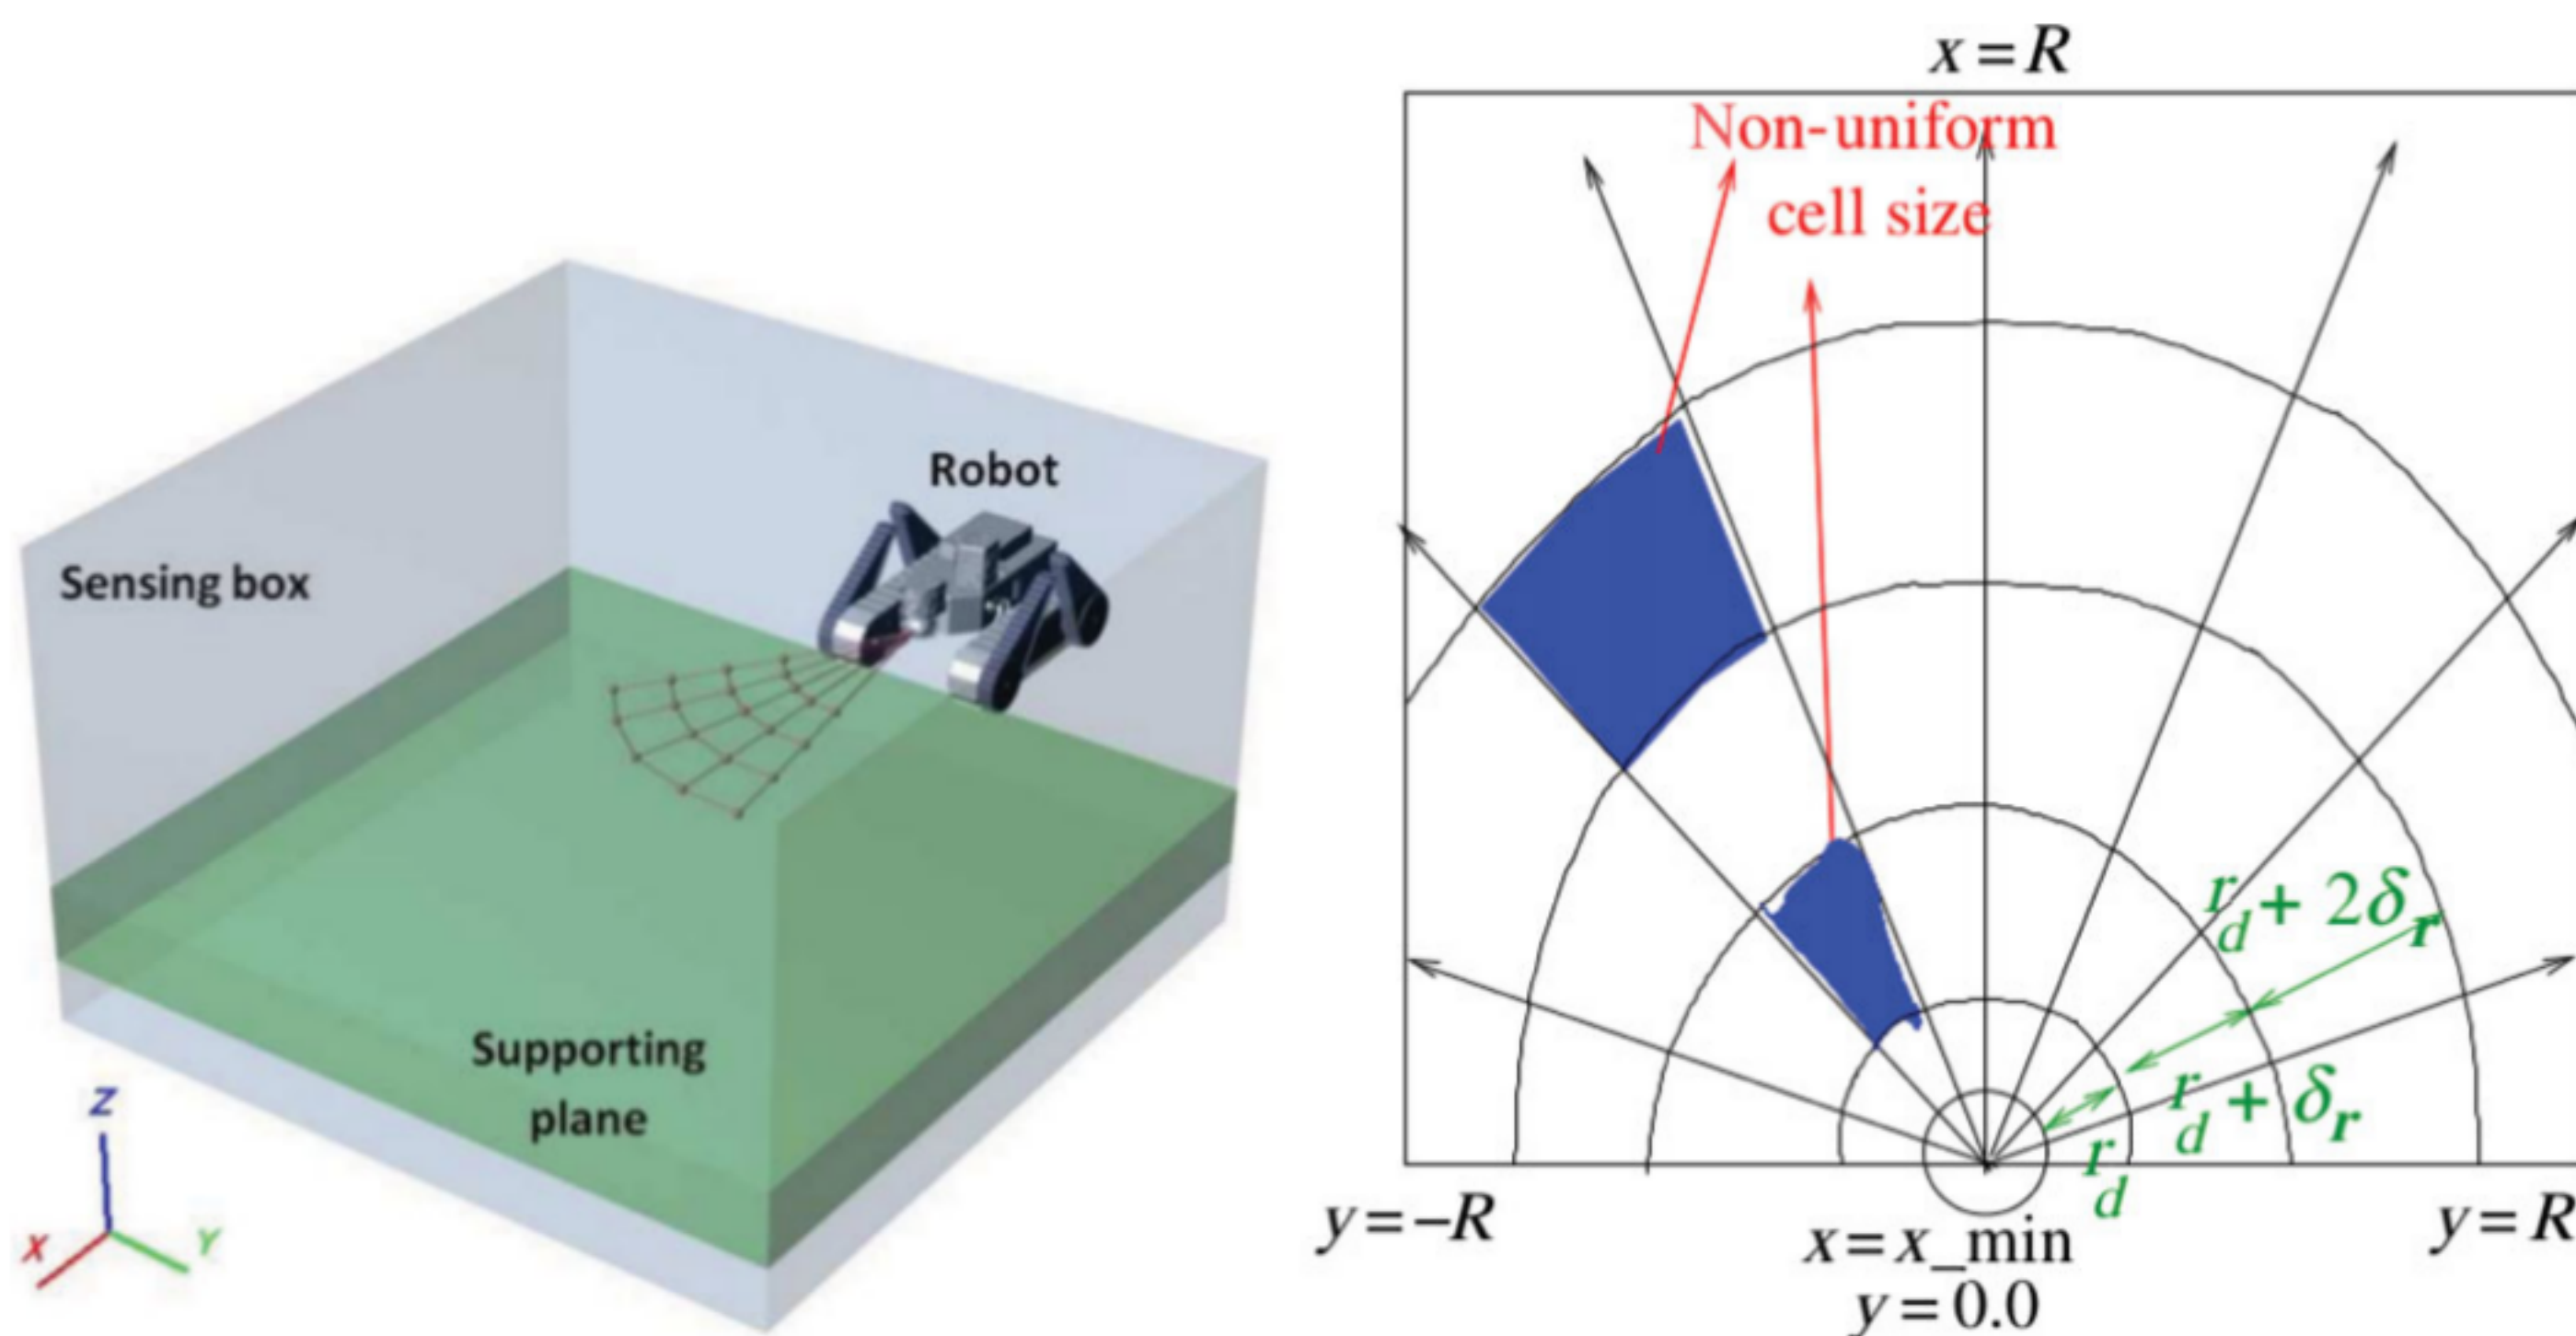 Robot
Sensing box
Supporting
plane
Z
X
Y
x = R
Non-uniform
cell size
r_d + 2δ_r
r_d + δ_r
r_d
y = –R
y = R
x = x_min
y = 0.0